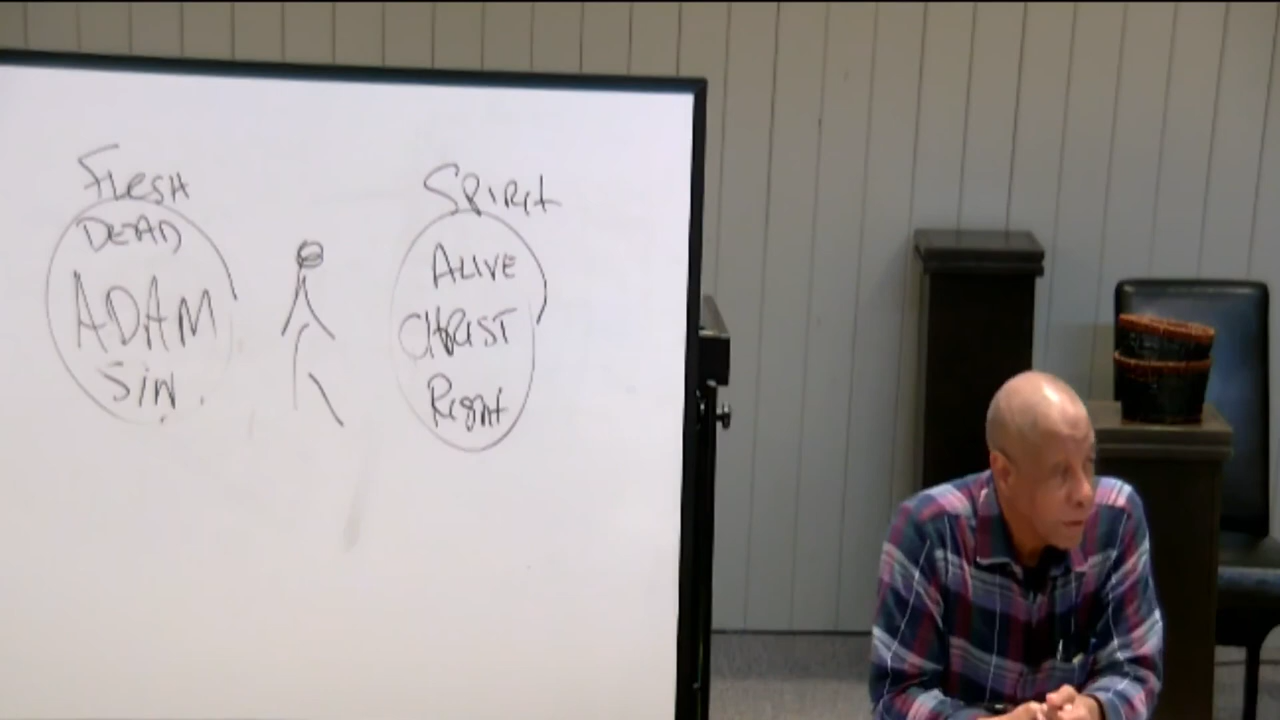 FLESH
DEAD
ADAM
SiN.
SPIRIt
ALIVE
CHRIST
Right